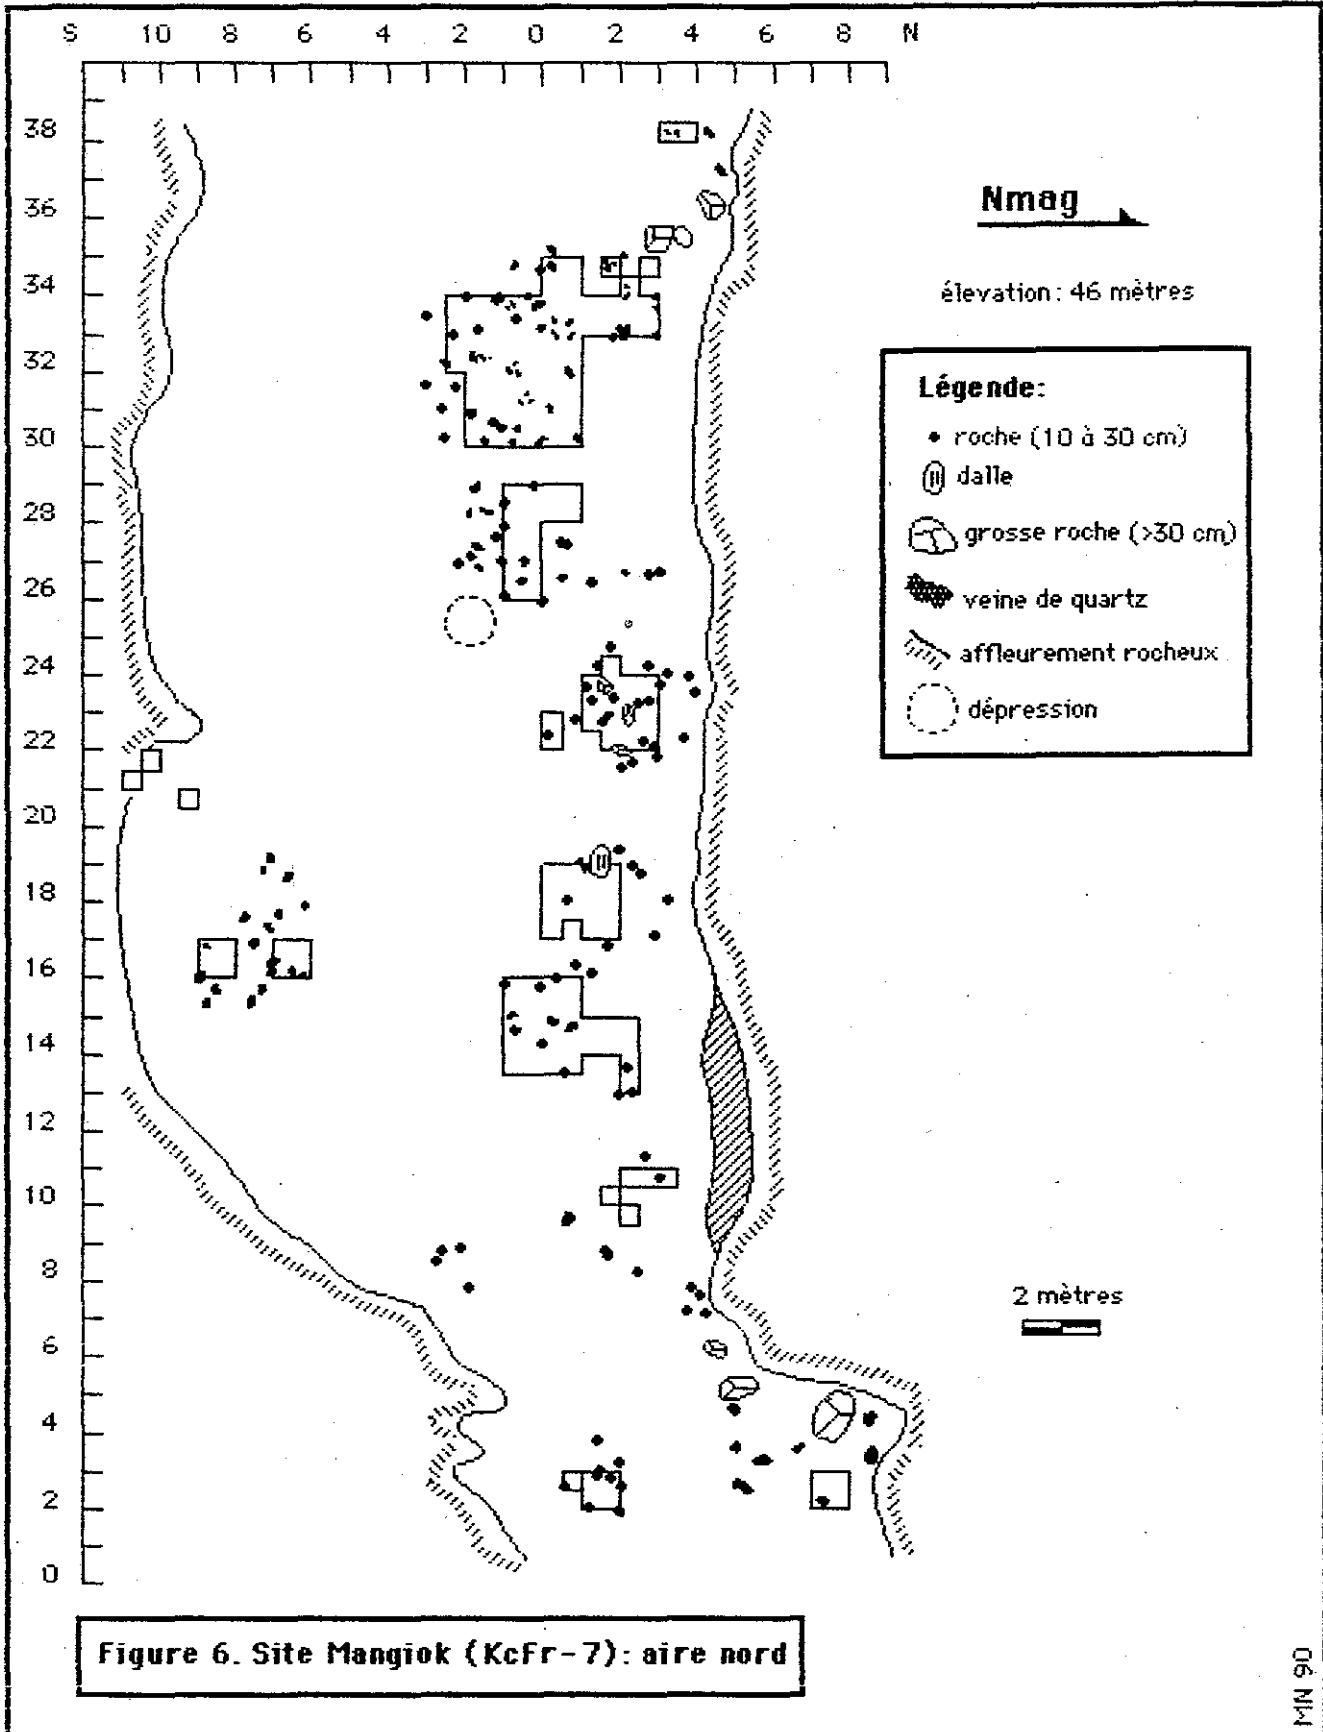 S 10 8 6 4 2 0 2 4 6 8 N
38
36
34
32
30
28
26
24
22
20
18
16
14
12
10
8
6
4
2
0
Nmag
élevation: 46 mètres
Légende:
roche (10 à 30 cm)
dalle
grosse roche (>30 cm)
veine de quartz
affleurement rocheux
dépression
2 mètres
Figure 6. Site Mangiok (KcFr-7): aire nord
MN 90